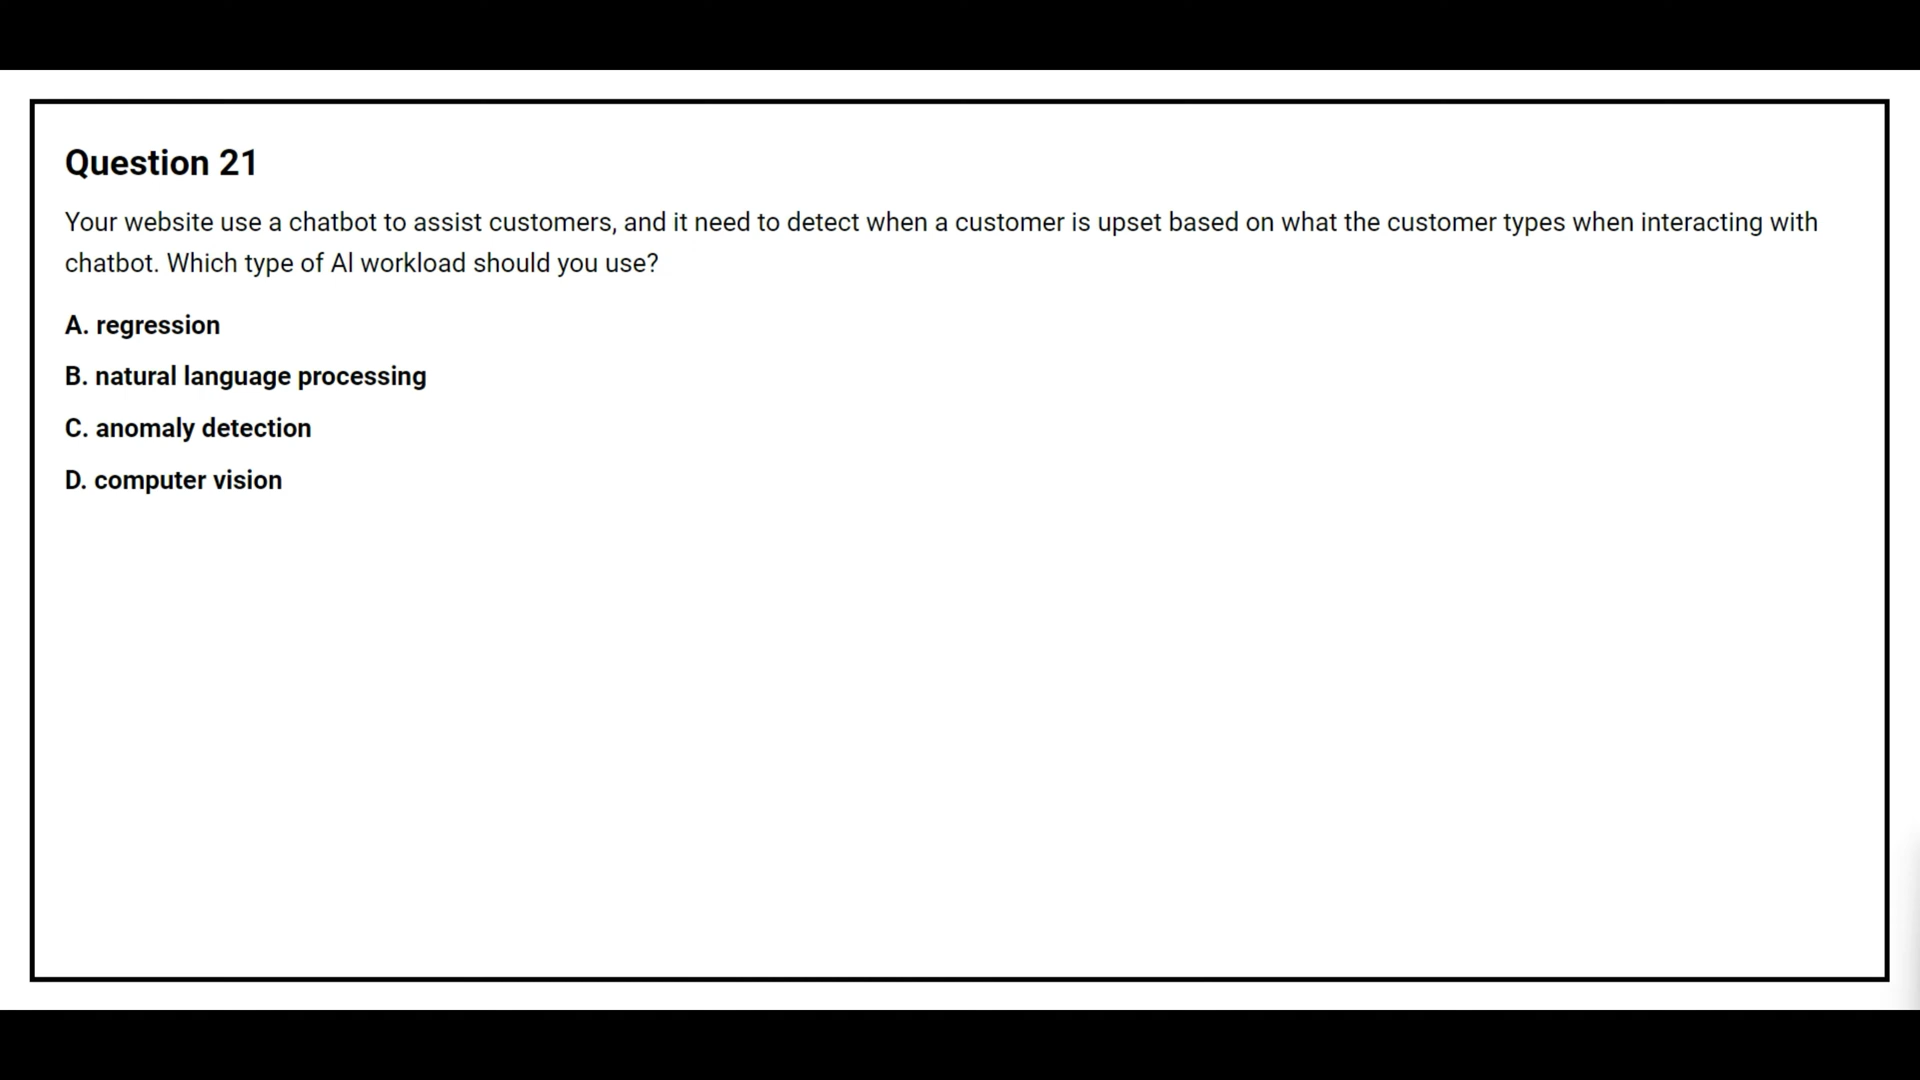 Question 21
Your website use a chatbot to assist customers, and it need to detect when a customer is upset based on what the customer types when interacting with
chatbot. Which type of Al workload should you use?
A. regression
B. natural language processing
C. anomaly detection
D. computer vision